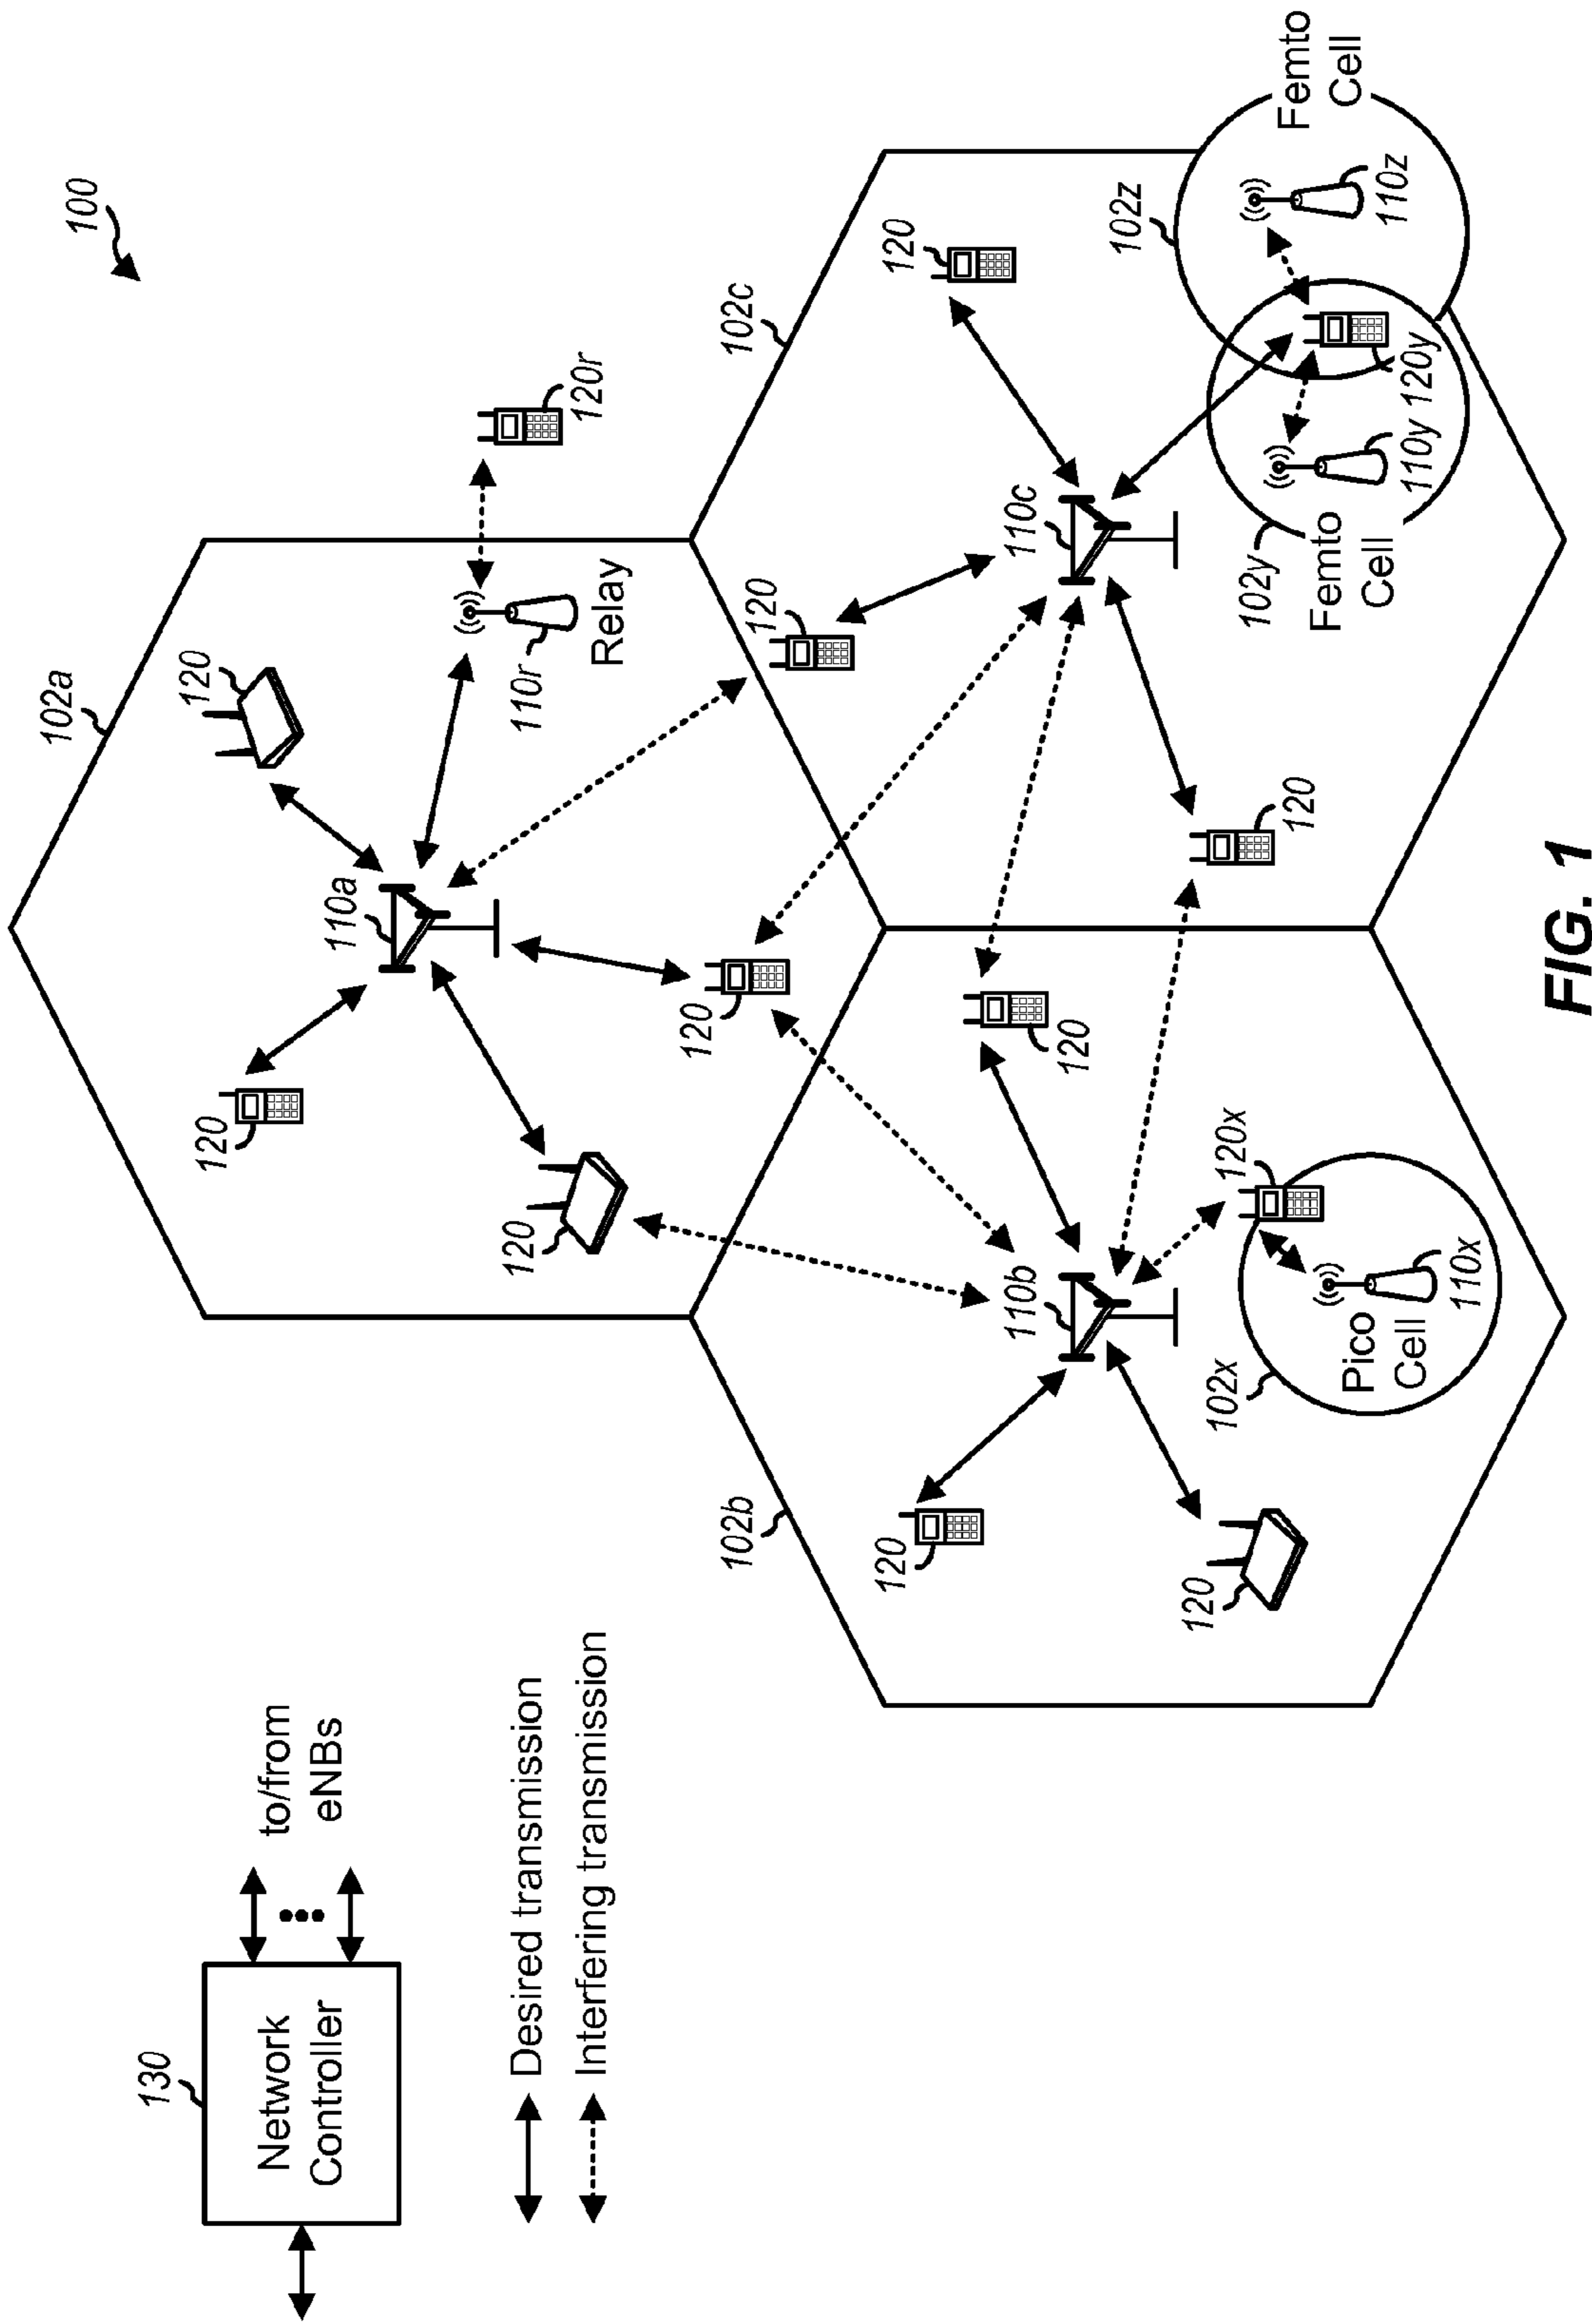 100
130
Network
Controller
to/from
eNBs
Desired transmission
Interfering transmission
102a
120
110a
120
120
110r
Relay
120r
120
120
102b
120
110b
120
120
120x
102x
Pico
Cell
110x
102c
120
120
110c
120
102y
Femto
Cell
110y
120y
102z
110z
Femto
Cell
FIG. 1